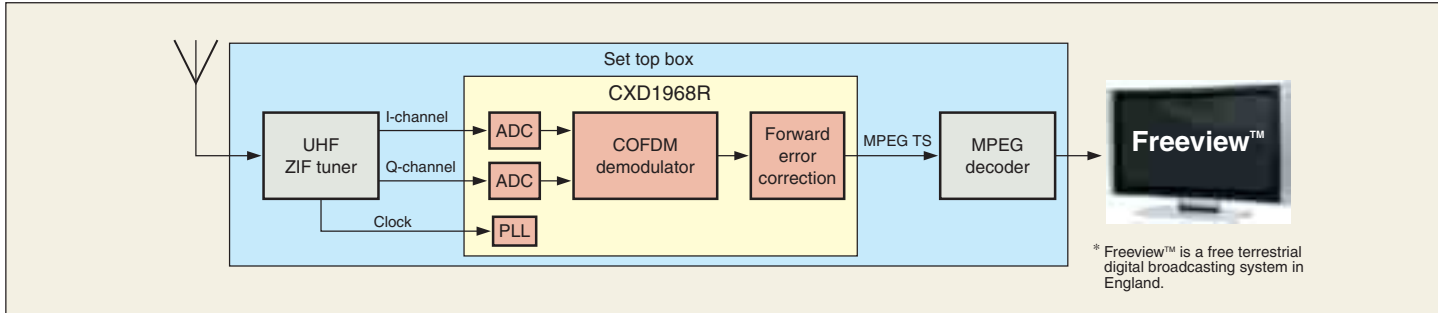 Set top box
CXD1968R
UHF
ZIF tuner
I-channel
Q-channel
Clock
ADC
ADC
PLL
COFDM
demodulator
Forward
error
correction
MPEG TS
MPEG
decoder
Freeview™
* Freeview™ is a free terrestrial
digital broadcasting system in
England.